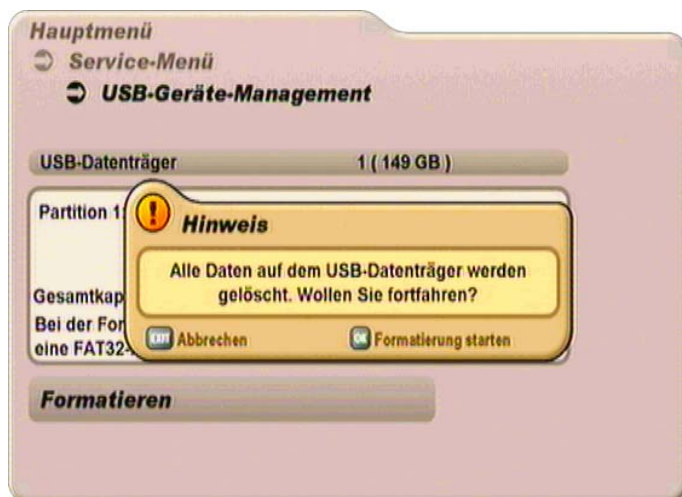 Hauptmenü
Service-Menü
USB-Geräte-Management
USB-Datenträger 1 ( 149 GB )
Partition 1:
Hinweis
Alle Daten auf dem USB-Datenträger werden
gelöscht. Wollen Sie fortfahren?
EXIT Abbrechen OK Formatierung starten
Gesamtkap
Bei der For
eine FAT32-
Formatieren